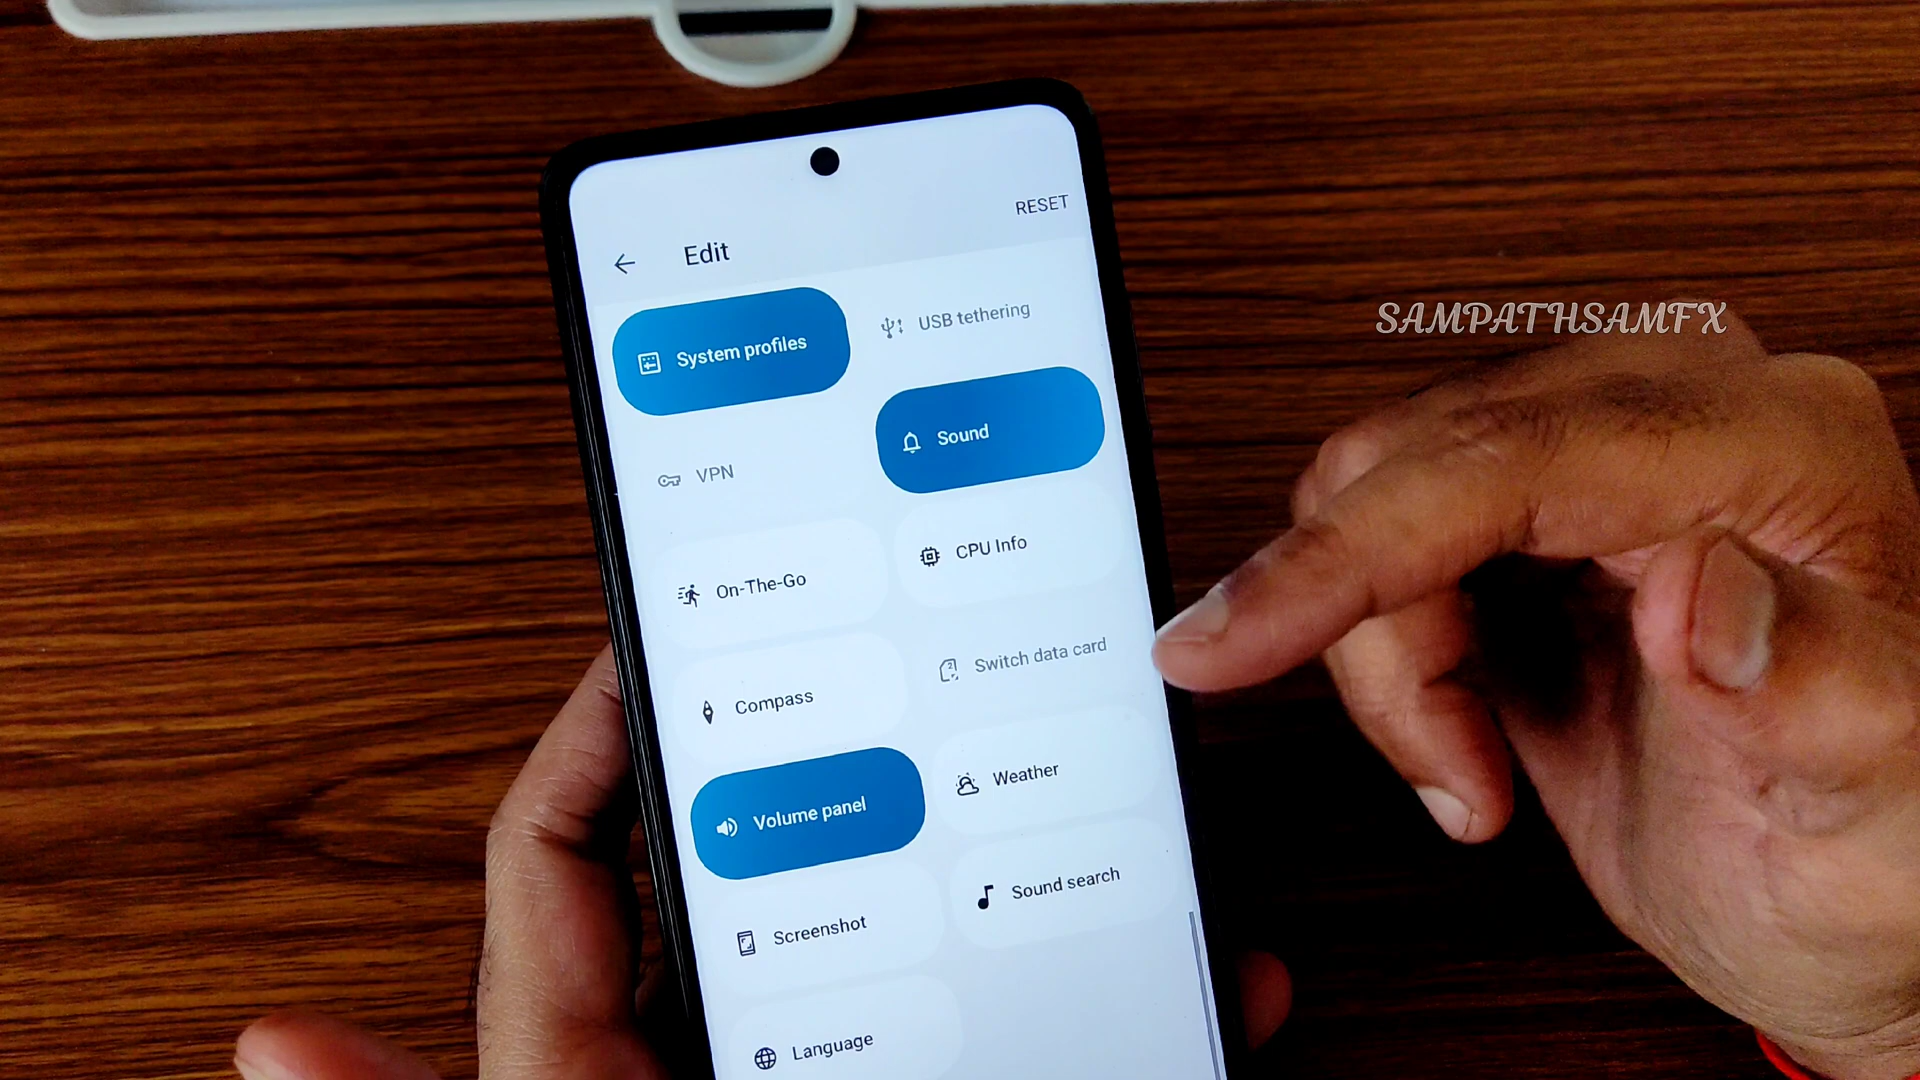 RESET
Edit
System profiles
USB tethering
VPN
Sound
On-The-Go
CPU Info
Compass
Switch data card
Volume panel
Weather
Screenshot
Sound search
Language
SAMPATHSAMFX